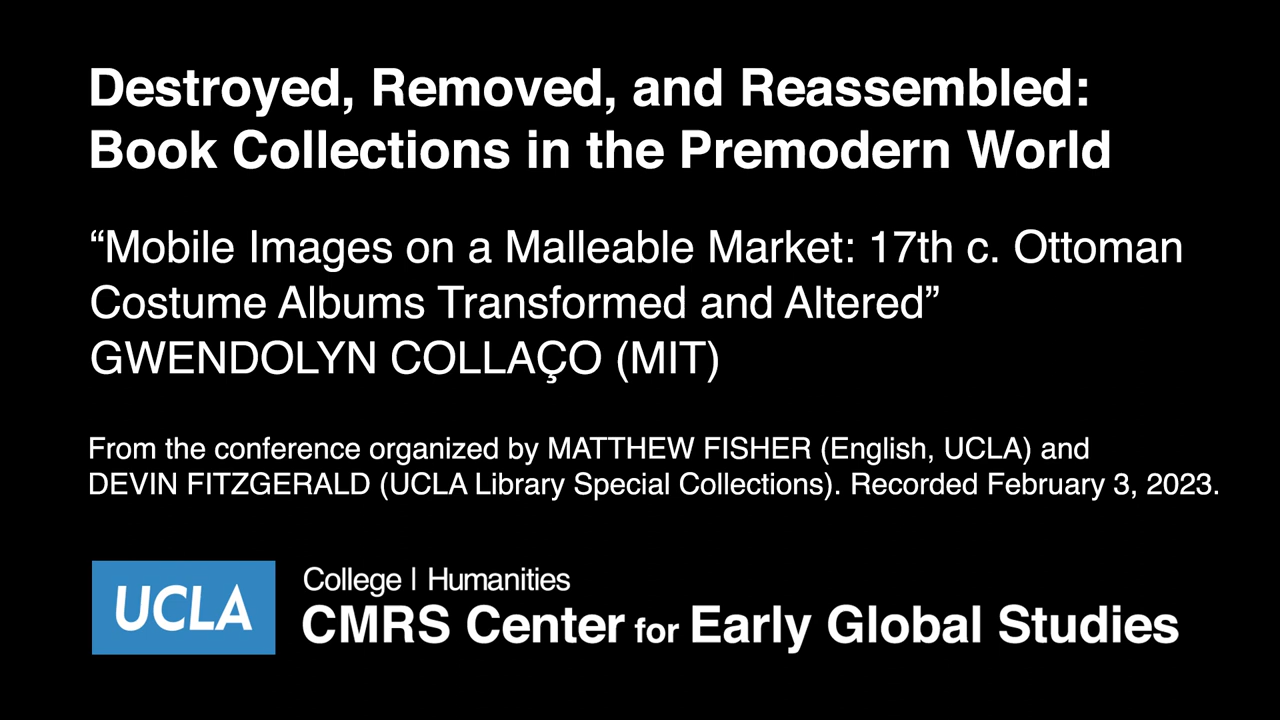 Destroyed, Removed, and Reassembled:
Book Collections in the Premodern World
“Mobile Images on a Malleable Market: 17th c. Ottoman
Costume Albums Transformed and Altered”
GWENDOLYN COLLAÇO (MIT)
From the conference organized by MATTHEW FISHER (English, UCLA) and
DEVIN FITZGERALD (UCLA Library Special Collections). Recorded February 3, 2023.
UCLA
College | Humanities
CMRS Center for Early Global Studies